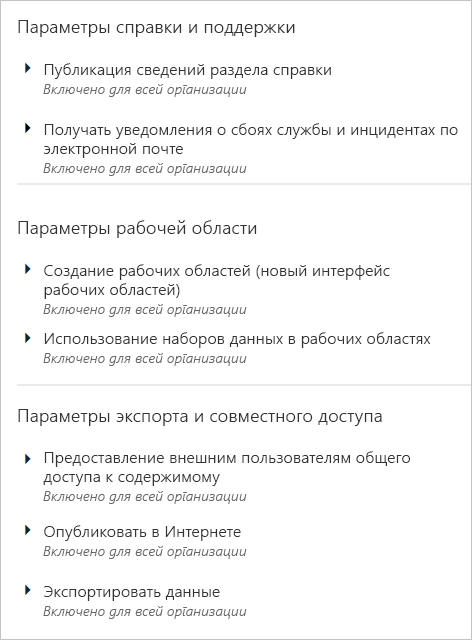 Параметры справки и поддержки
Публикация сведений раздела справки
Включено для всей организации
Получать уведомления о сбоях службы и инцидентах по
электронной почте
Включено для всей организации
Параметры рабочей области
Создание рабочих областей (новый интерфейс
рабочих областей)
Включено для всей организации
Использование наборов данных в рабочих областях
Включено для всей организации
Параметры экспорта и совместного доступа
Предоставление внешним пользователям общего
доступа к содержимому
Включено для всей организации
Опубликовать в Интернете
Включено для всей организации
Экспортировать данные
Включено для всей организации